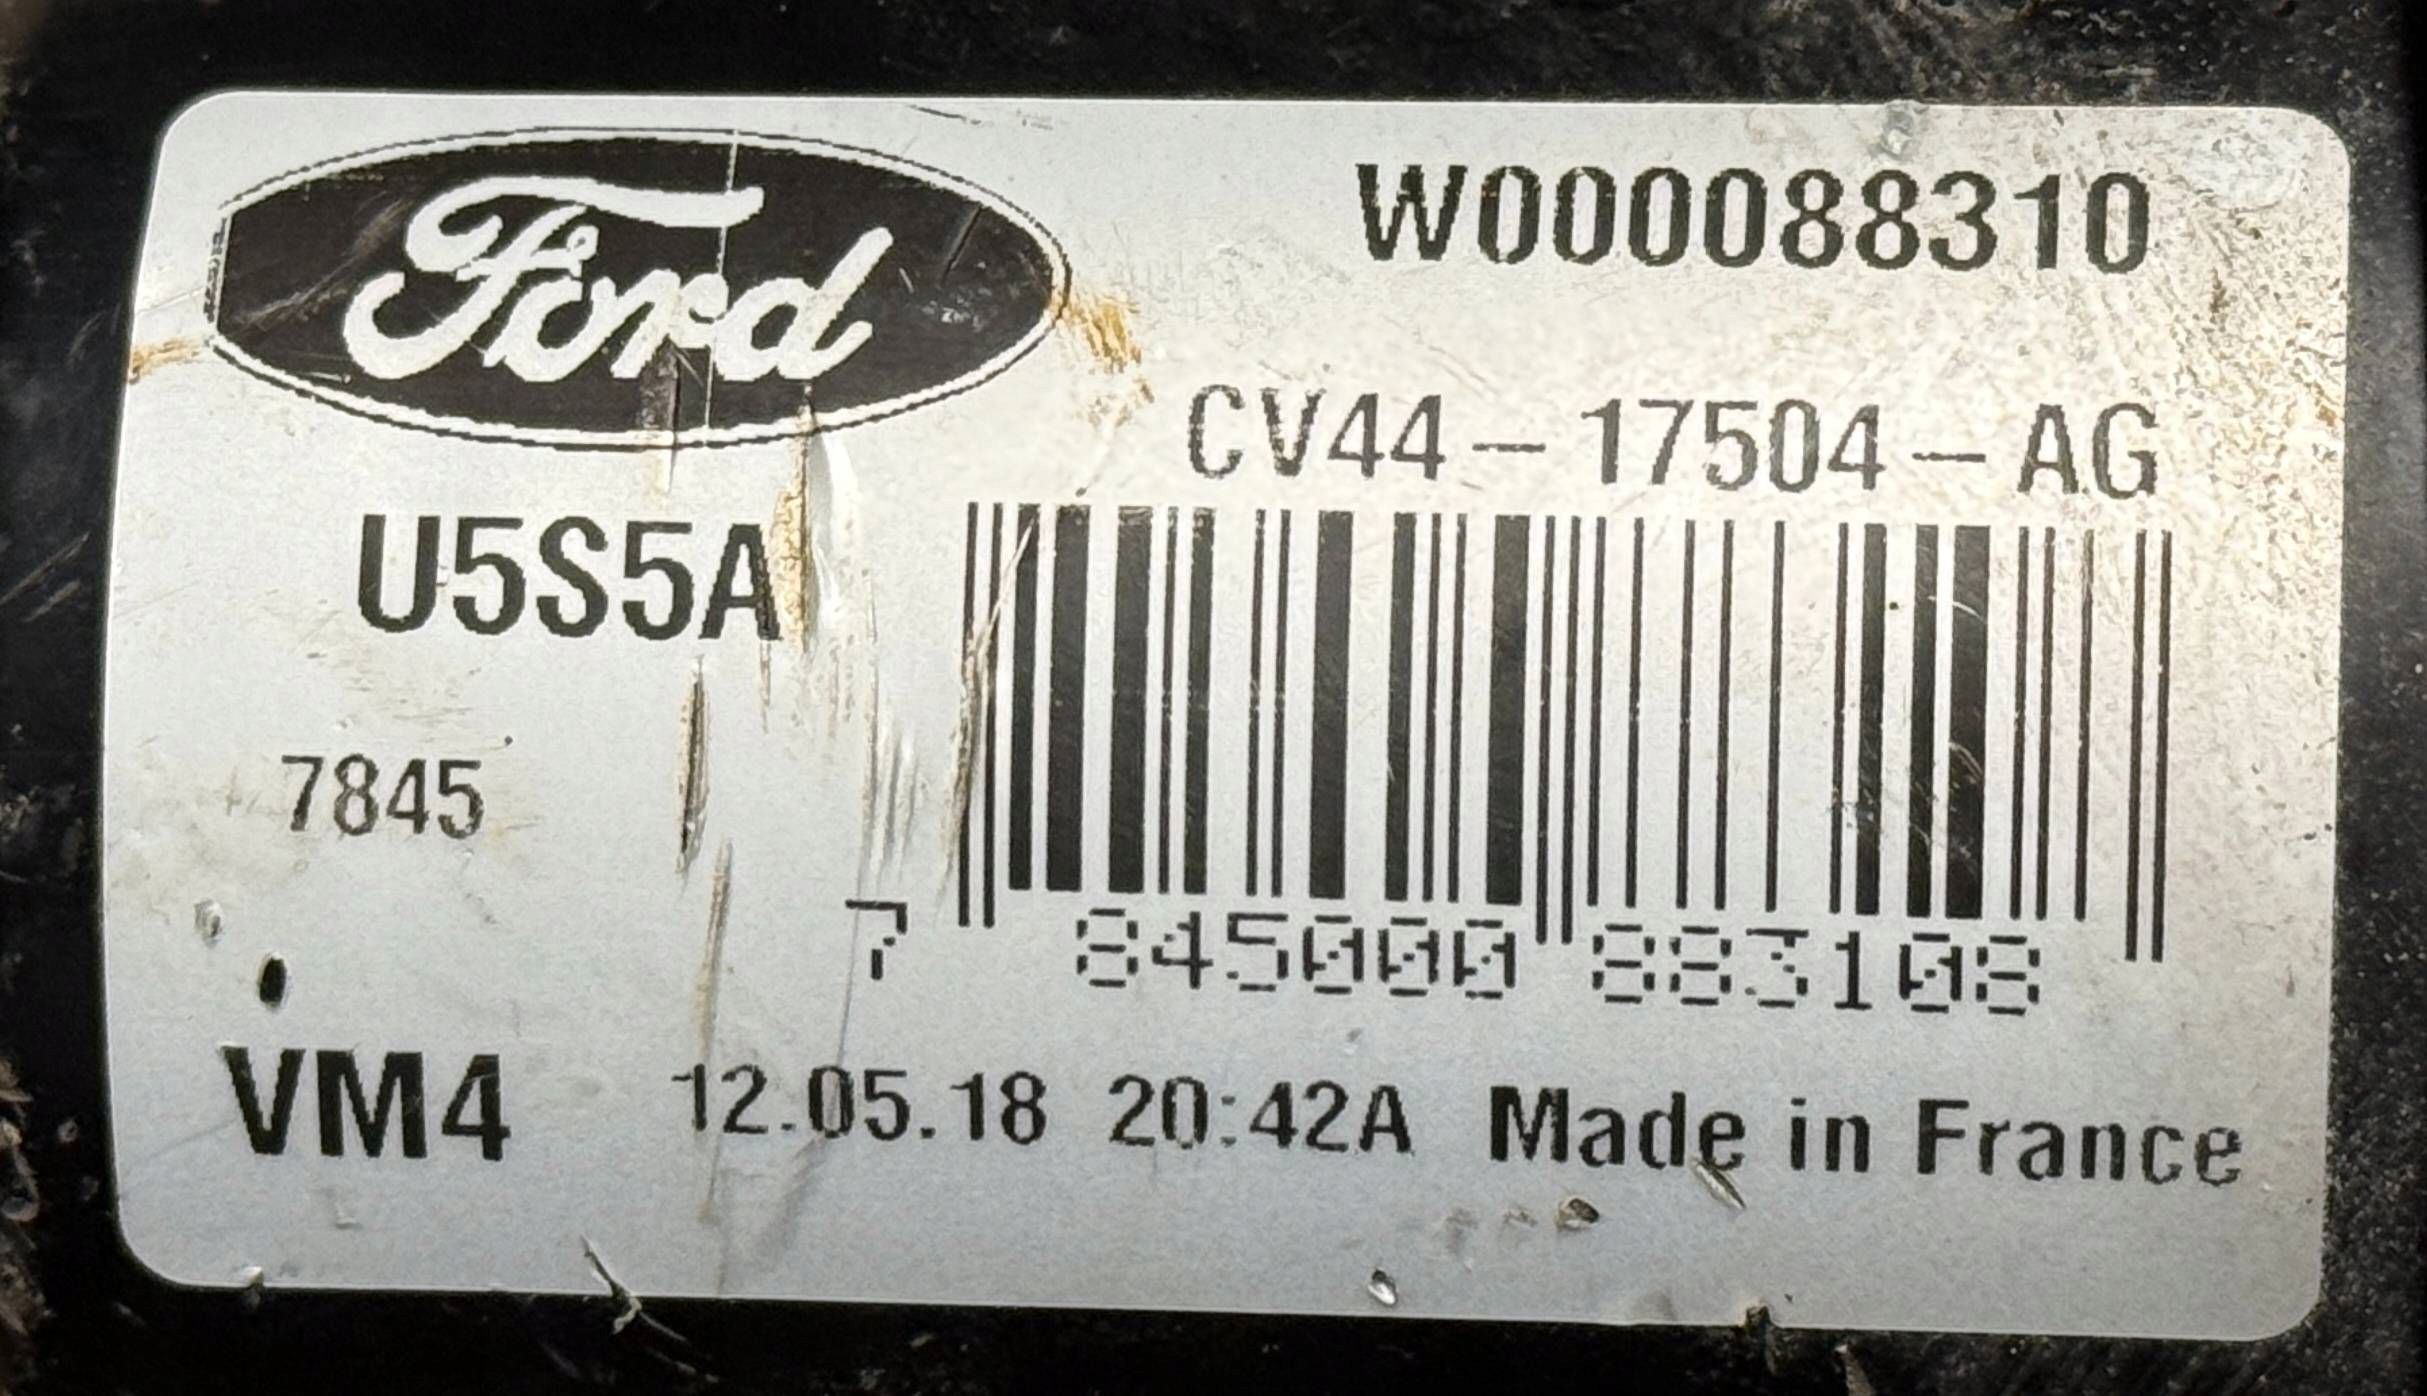 Ford
W000088310
CV44-17504-AG
U5S5A
7845
7 845000 883108
VM4 12.05.18 20:42A Made in France